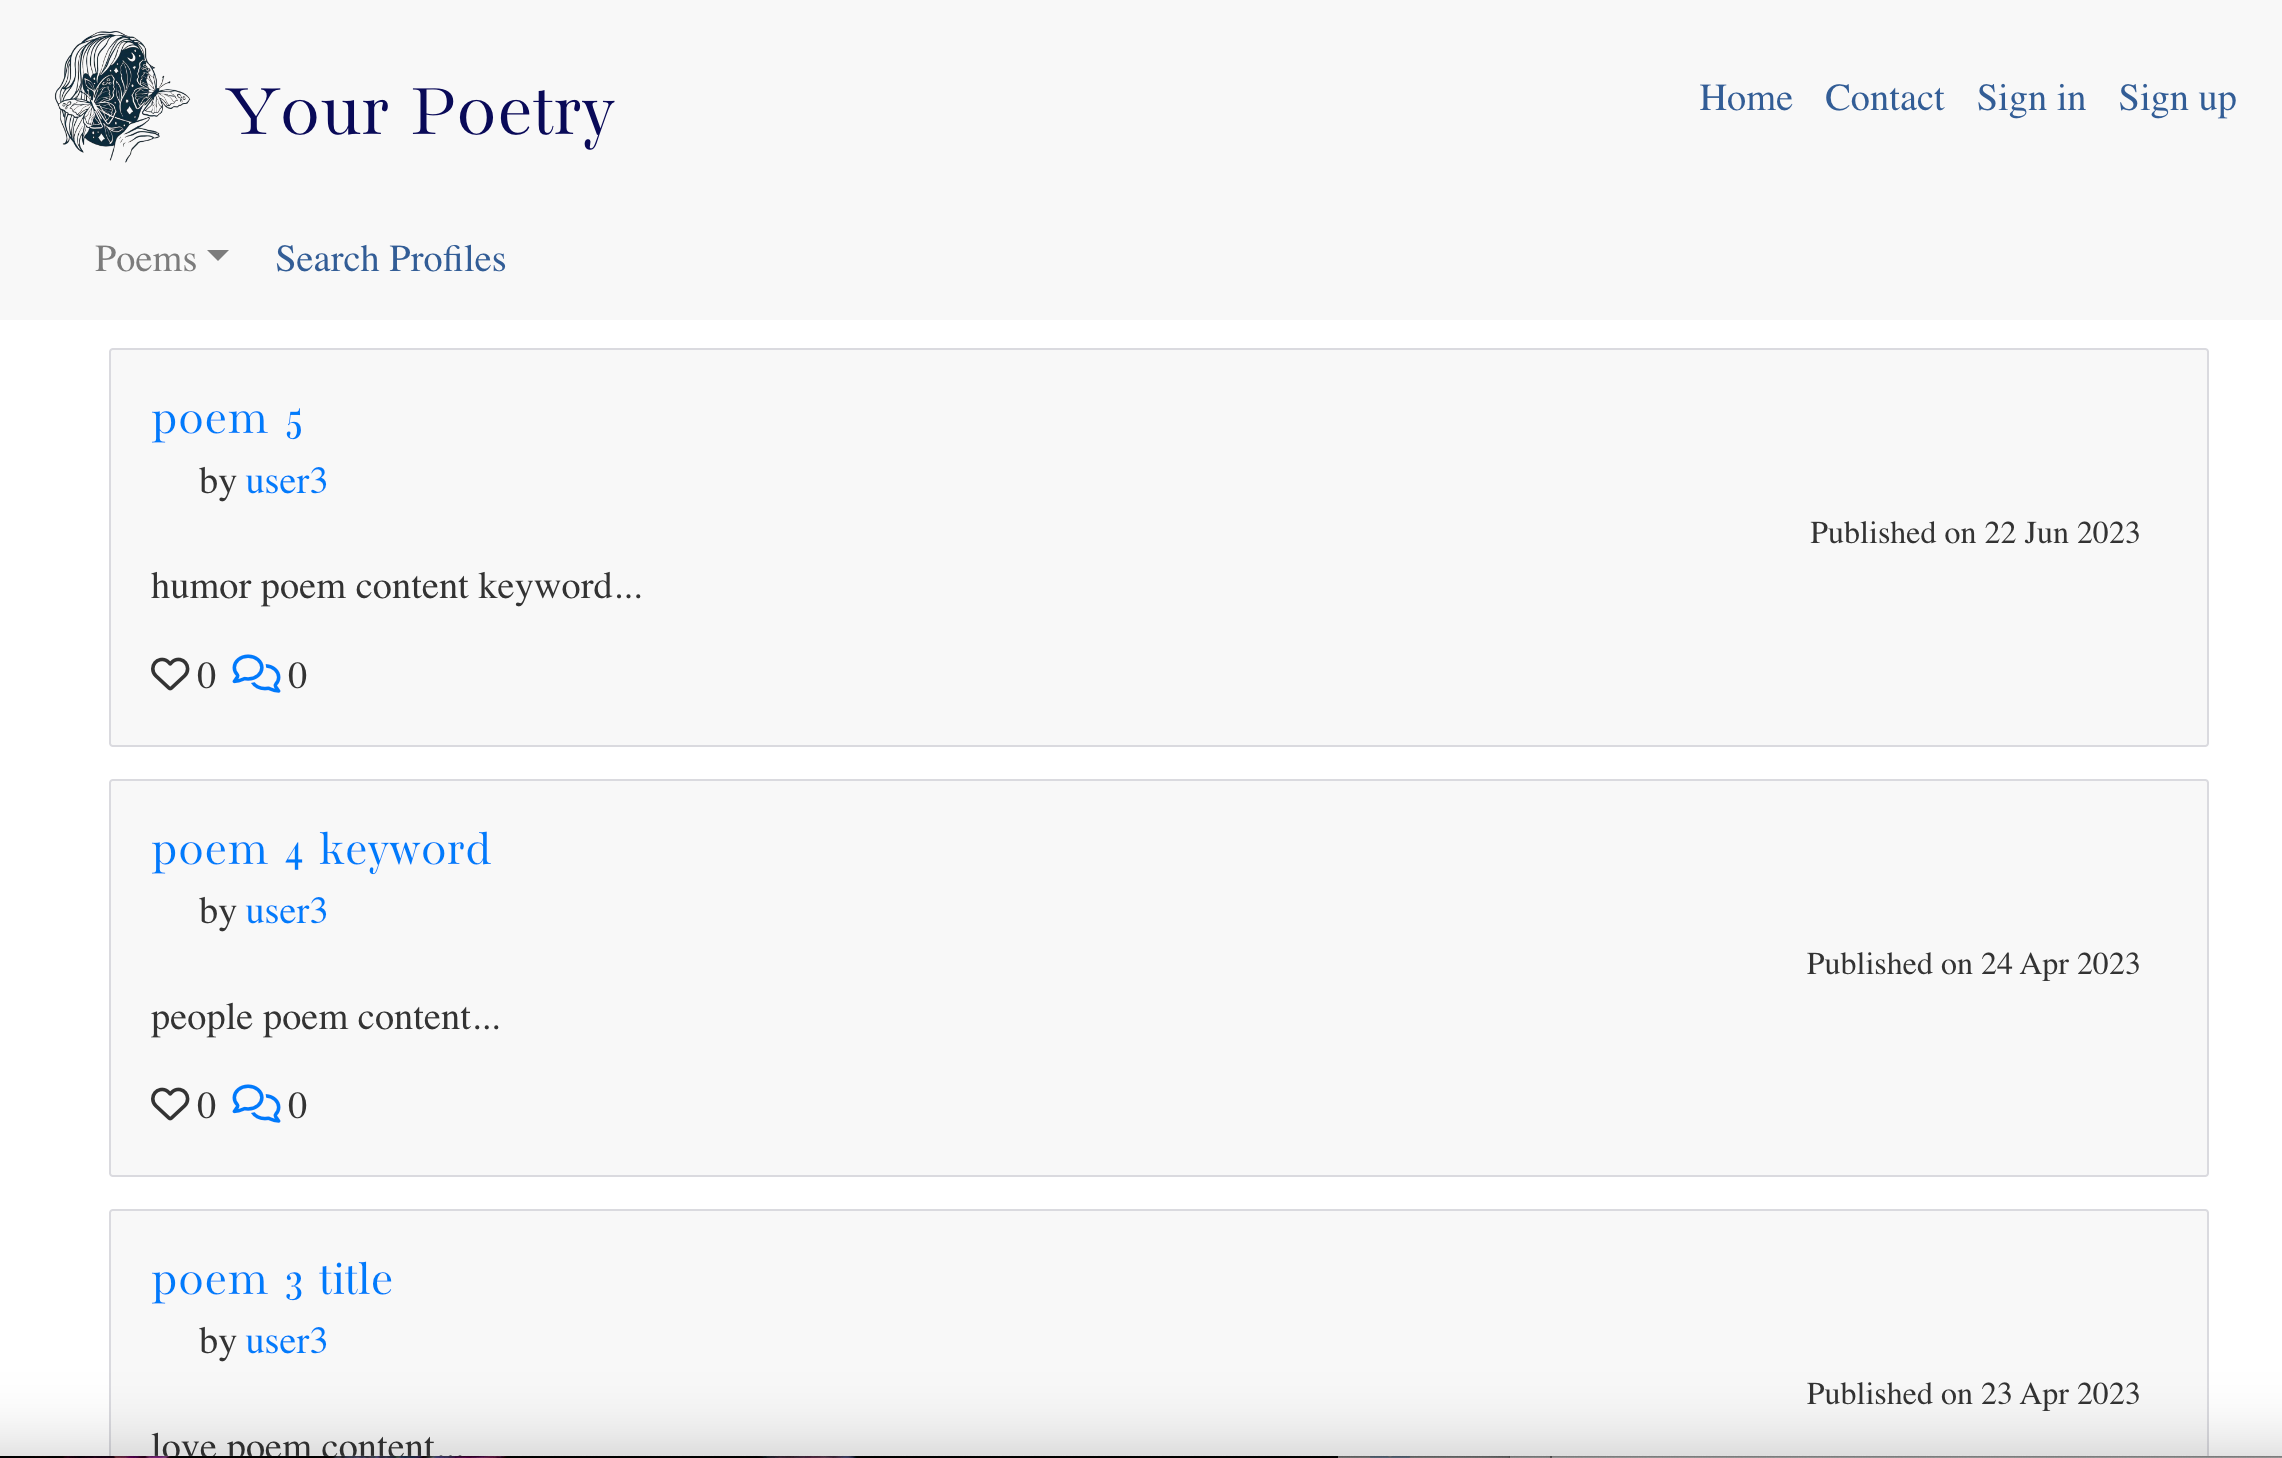 Your Poetry
Home Contact Sign in Sign up
Poems Search Profiles
poem 5
by user3
Published on 22 Jun 2023
humor poem content keyword...
0 0
poem 4 keyword
by user3
Published on 24 Apr 2023
people poem content...
0 0
poem 3 title
by user3
Published on 23 Apr 2023
love poem content...